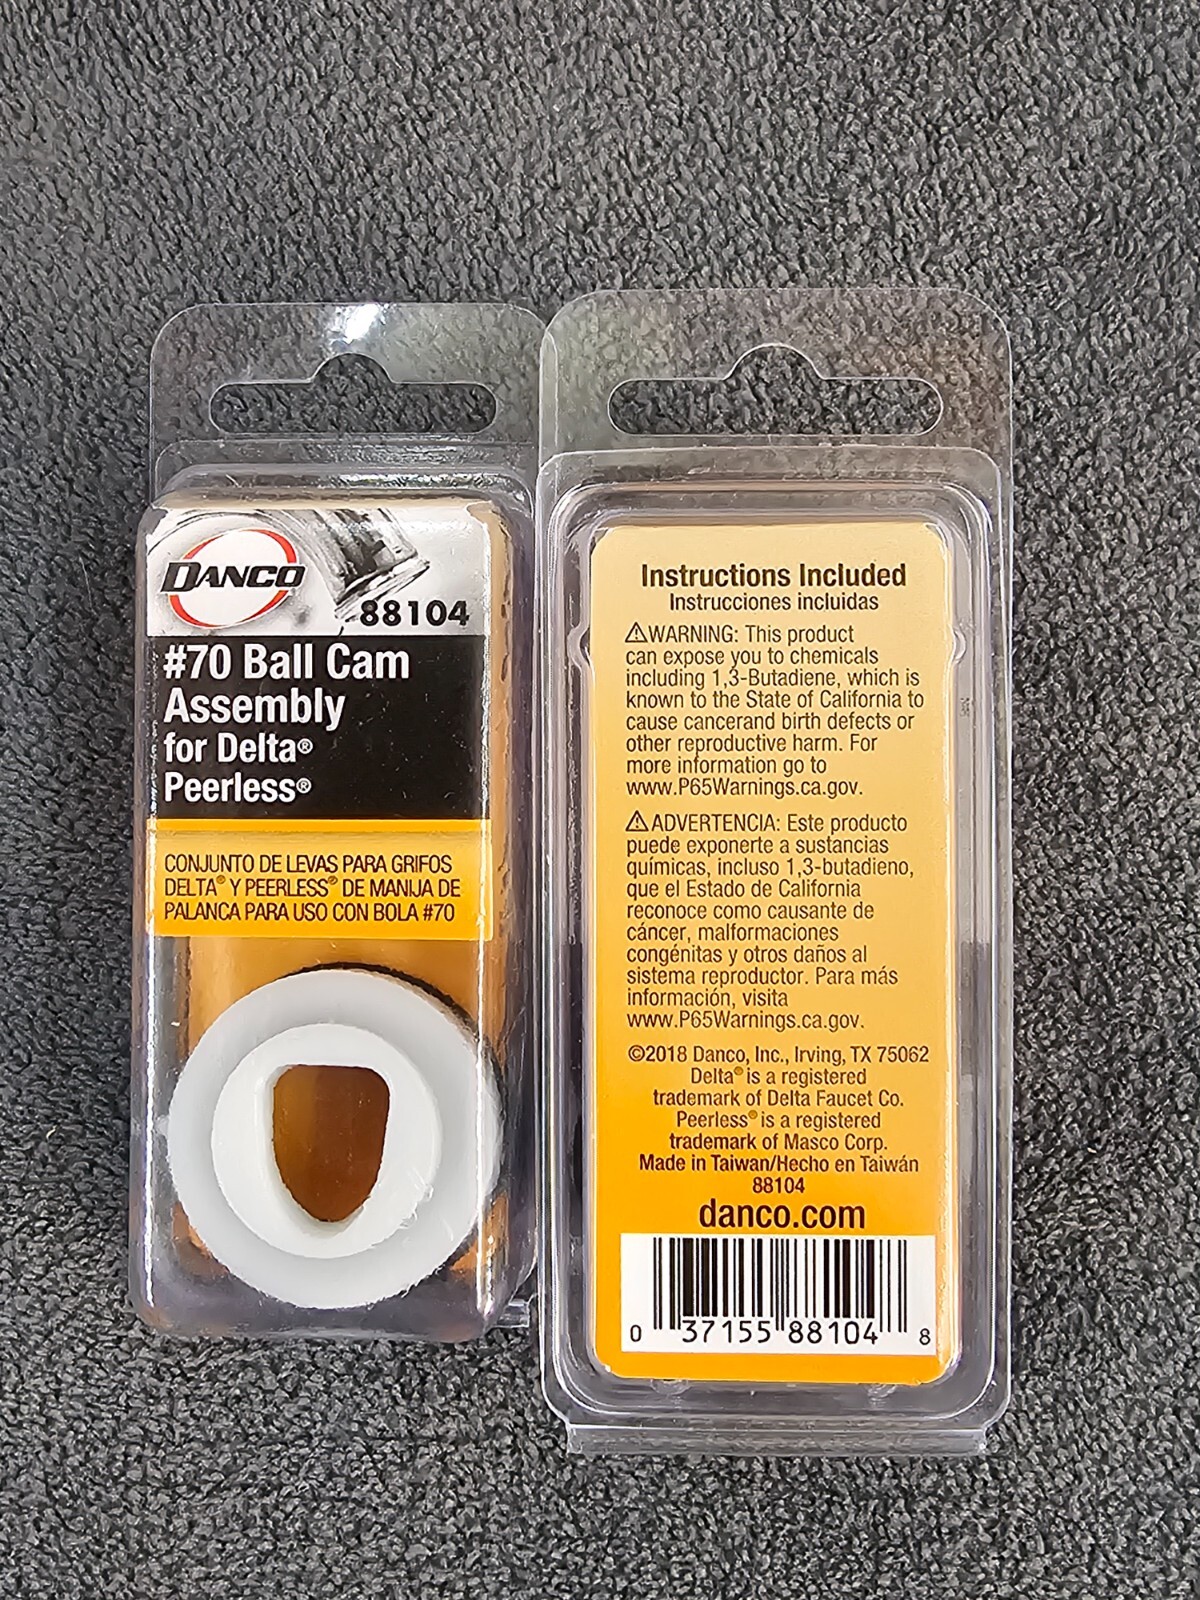 DANCO
88104
#70 Ball Cam
Assembly
for Delta®
Peerless®
CONJUNTO DE LEVAS PARA GRIFOS
DELTA® Y PEERLESS® DE MANIJA DE
PALANCA PARA USO CON BOLA #70
Instructions Included
Instrucciones incluidas
⚠WARNING: This product
can expose you to chemicals
including 1,3-Butadiene, which is
known to the State of California to
cause cancerand birth defects or
other reproductive harm. For
more information go to
www.P65Warnings.ca.gov.
⚠ADVERTENCIA: Este producto
puede exponerte a sustancias
químicas, incluso 1,3-butadieno,
que el Estado de California
reconoce como causante de
cáncer, malformaciones
congénitas y otros daños al
sistema reproductor. Para más
información, visita
www.P65Warnings.ca.gov.
©2018 Danco, Inc., Irving, TX 75062
Delta® is a registered
trademark of Delta Faucet Co.
Peerless® is a registered
trademark of Masco Corp.
Made in Taiwan/Hecho en Taiwán
88104
danco.com
0 37155 88104 8